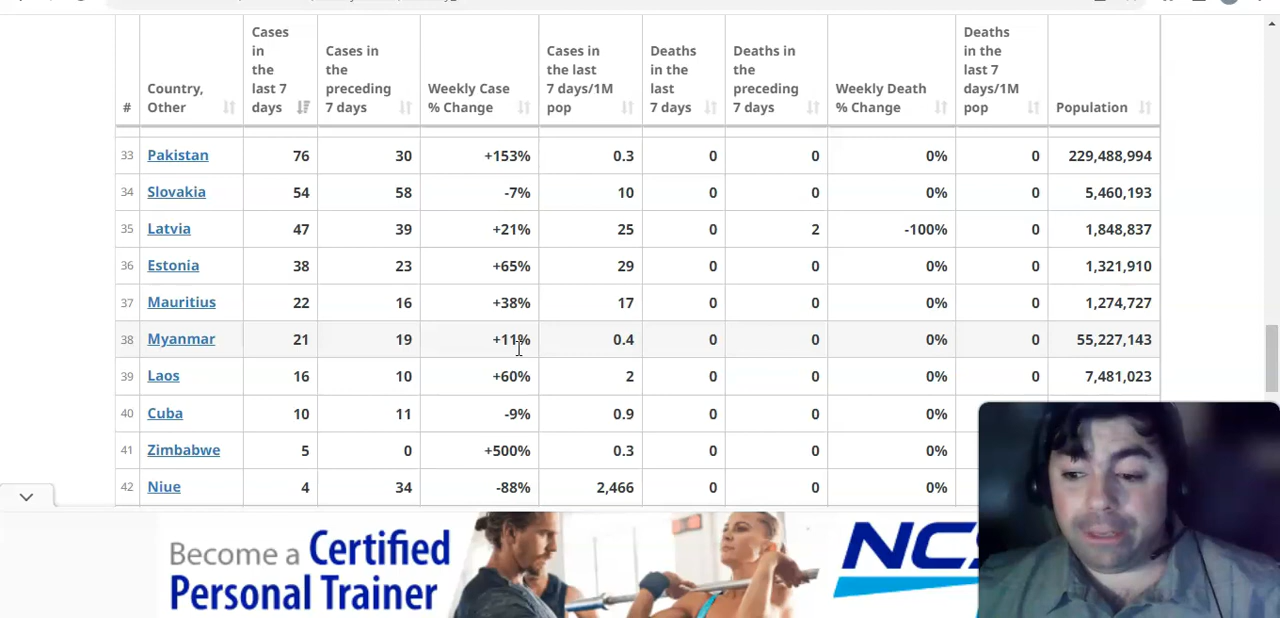 # Country, Other Cases in the last 7 days Cases in the preceding 7 days Weekly Case % Change Cases in the last 7 days/1M pop Deaths in the last 7 days Deaths in the preceding 7 days Weekly Death % Change Deaths in the last 7 days/1M pop Population
33 Pakistan 76 30 +153% 0.3 0 0 0% 0 229,488,994
34 Slovakia 54 58 -7% 10 0 0 0% 0 5,460,193
35 Latvia 47 39 +21% 25 0 2 -100% 0 1,848,837
36 Estonia 38 23 +65% 29 0 0 0% 0 1,321,910
37 Mauritius 22 16 +38% 17 0 0 0% 0 1,274,727
38 Myanmar 21 19 +11% 0.4 0 0 0% 0 55,227,143
39 Laos 16 10 +60% 2 0 0 0% 0 7,481,023
40 Cuba 10 11 -9% 0.9 0 0 0%
41 Zimbabwe 5 0 +500% 0.3 0 0 0%
42 Niue 4 34 -88% 2,466 0 0 0%
Become a Certified
Personal Trainer